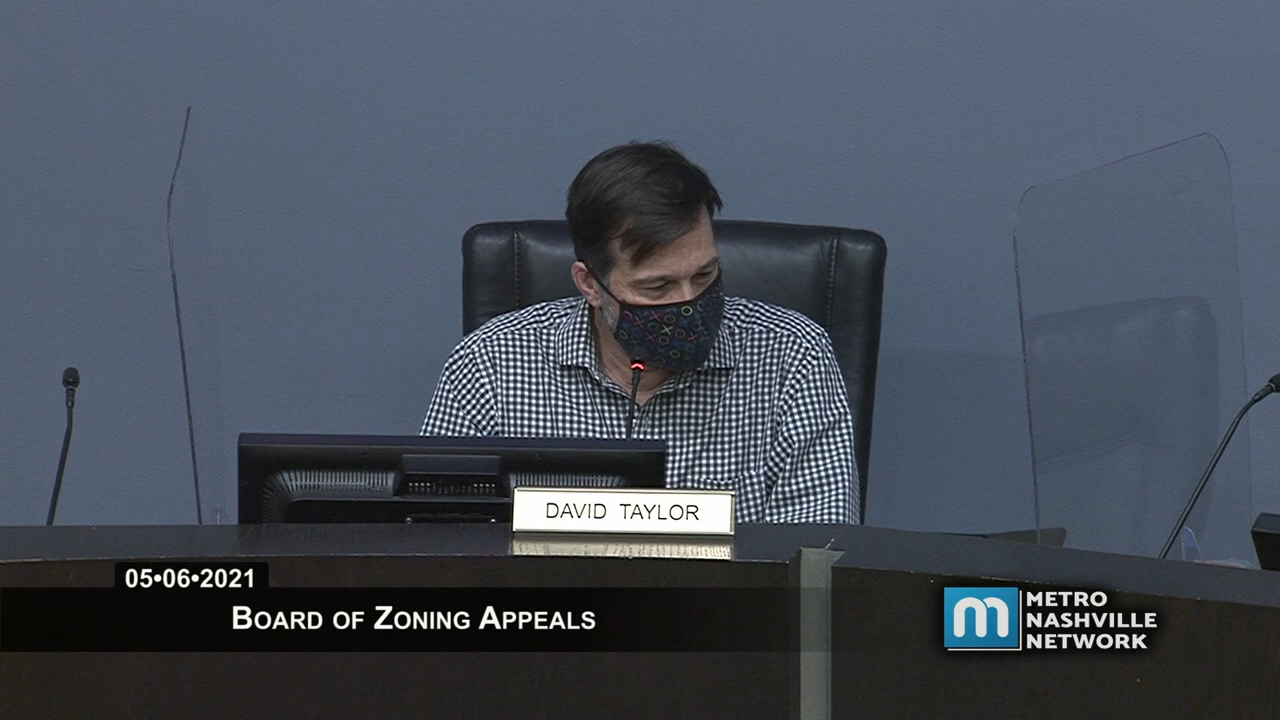 DAVID TAYLOR
05•06•2021
BOARD OF ZONING APPEALS
m
METRO
NASHVILLE
NETWORK